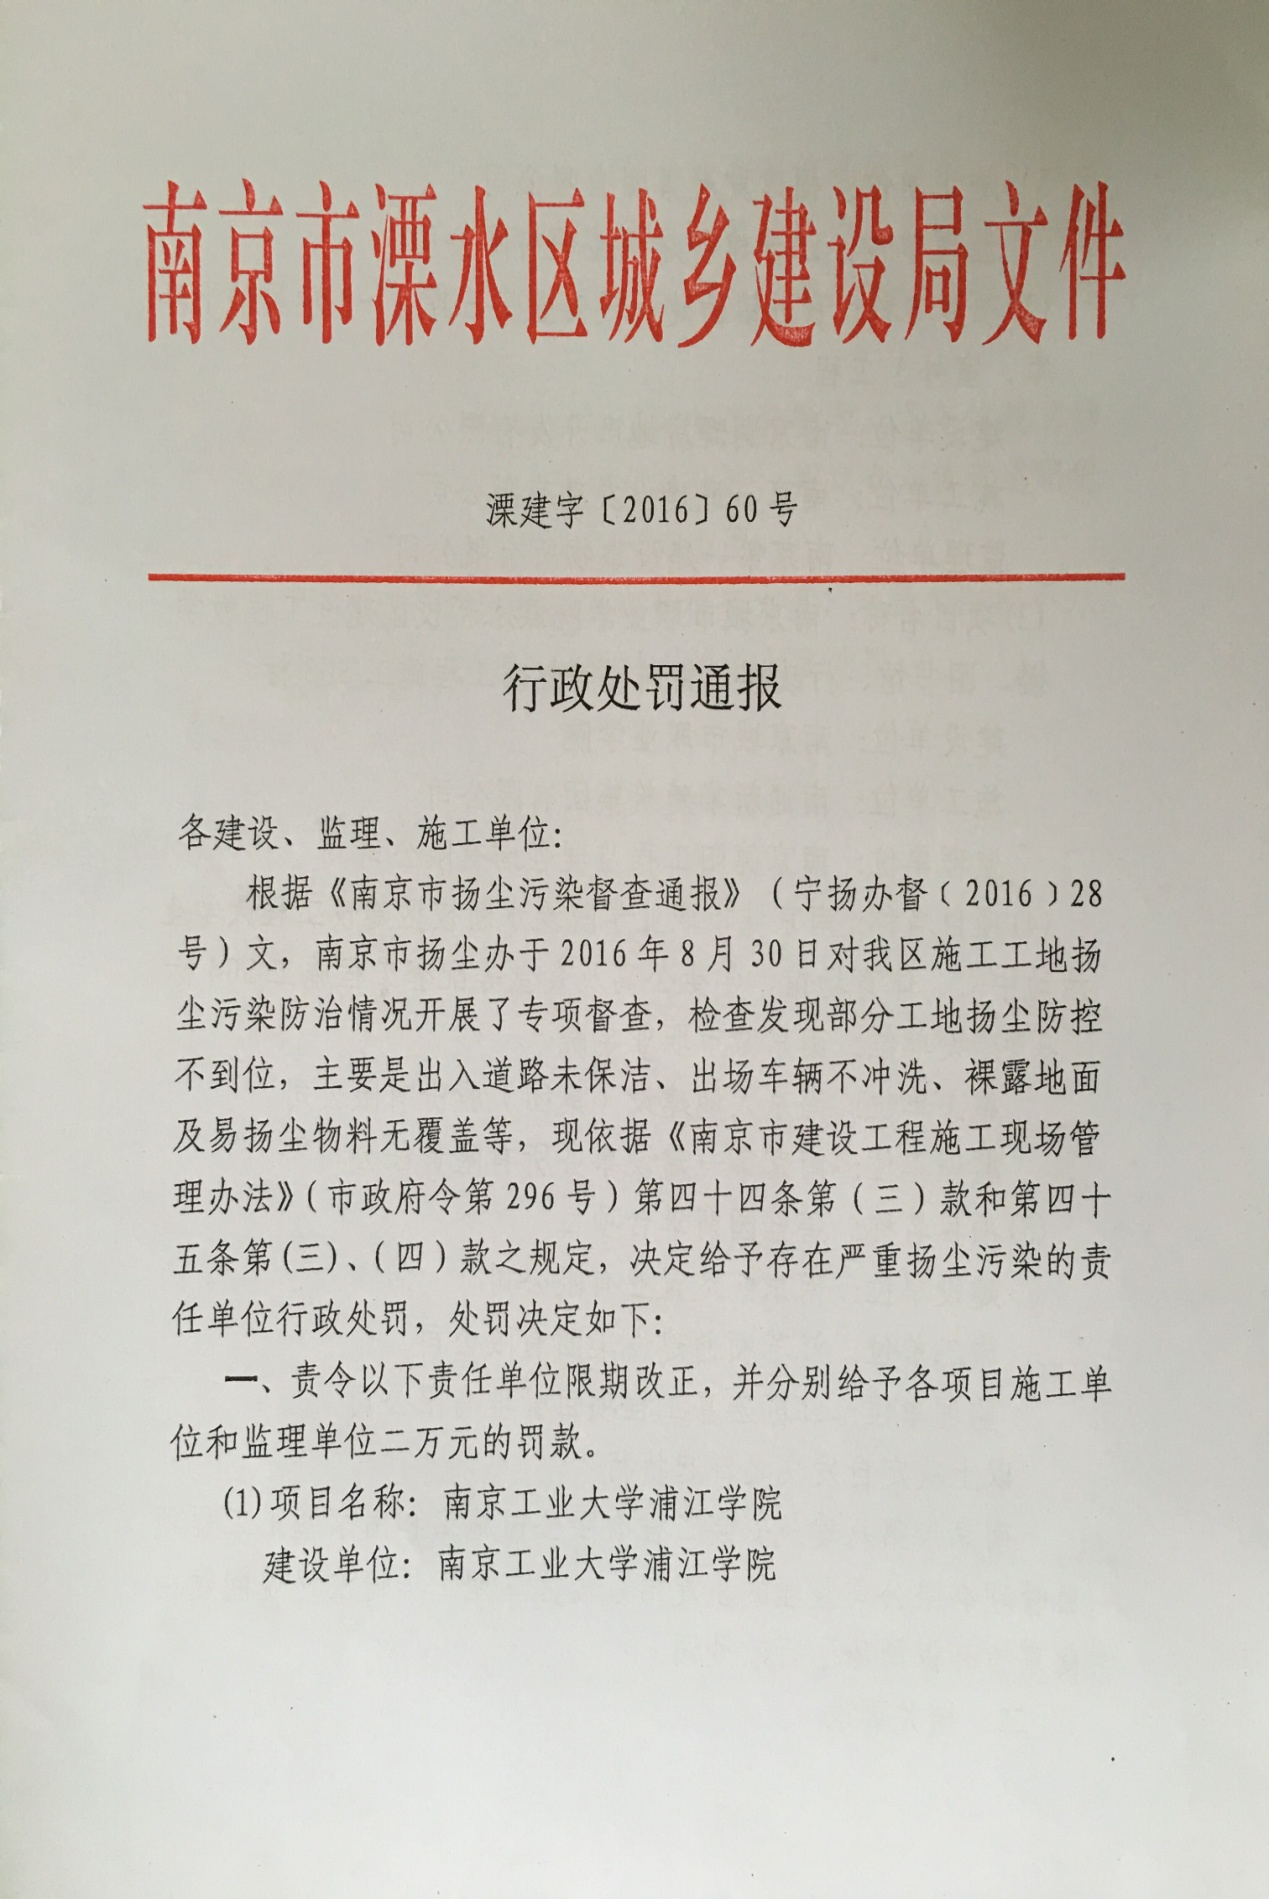 南京市溧水区城乡建设局文件
溧建字〔2016〕60号
行政处罚通报
各建设、监理、施工单位：
根据《南京市扬尘污染督查通报》（宁扬办督﹝2016﹞28
号）文，南京市扬尘办于2016年8月30日对我区施工工地扬
尘污染防治情况开展了专项督查，检查发现部分工地扬尘防控
不到位，主要是出入道路未保洁、出场车辆不冲洗、裸露地面
及易扬尘物料无覆盖等，现依据《南京市建设工程施工现场管
理办法》（市政府令第296号）第四十四条第（三）款和第四十
五条第(三)、（四）款之规定，决定给予存在严重扬尘污染的责
任单位行政处罚，处罚决定如下：
一、责令以下责任单位限期改正，并分别给予各项目施工单
位和监理单位二万元的罚款。
(1)项目名称：南京工业大学浦江学院
建设单位：南京工业大学浦江学院